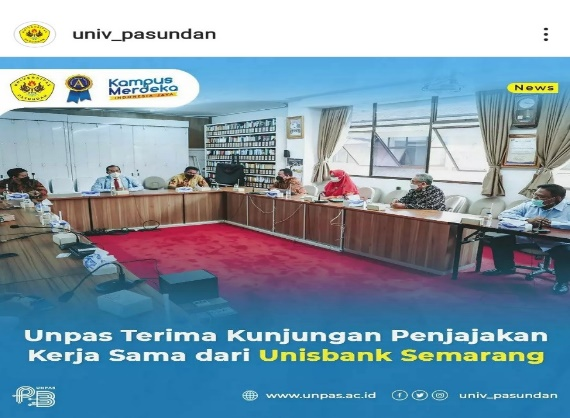 univ_pasundan
Kampus
Merdeka
INDONESIA JAYA
News
Unpas Terima Kunjungan Penjajakan
Kerja Sama dari Unisbank Semarang
UNPAS
www.unpas.ac.id
univ_pasundan